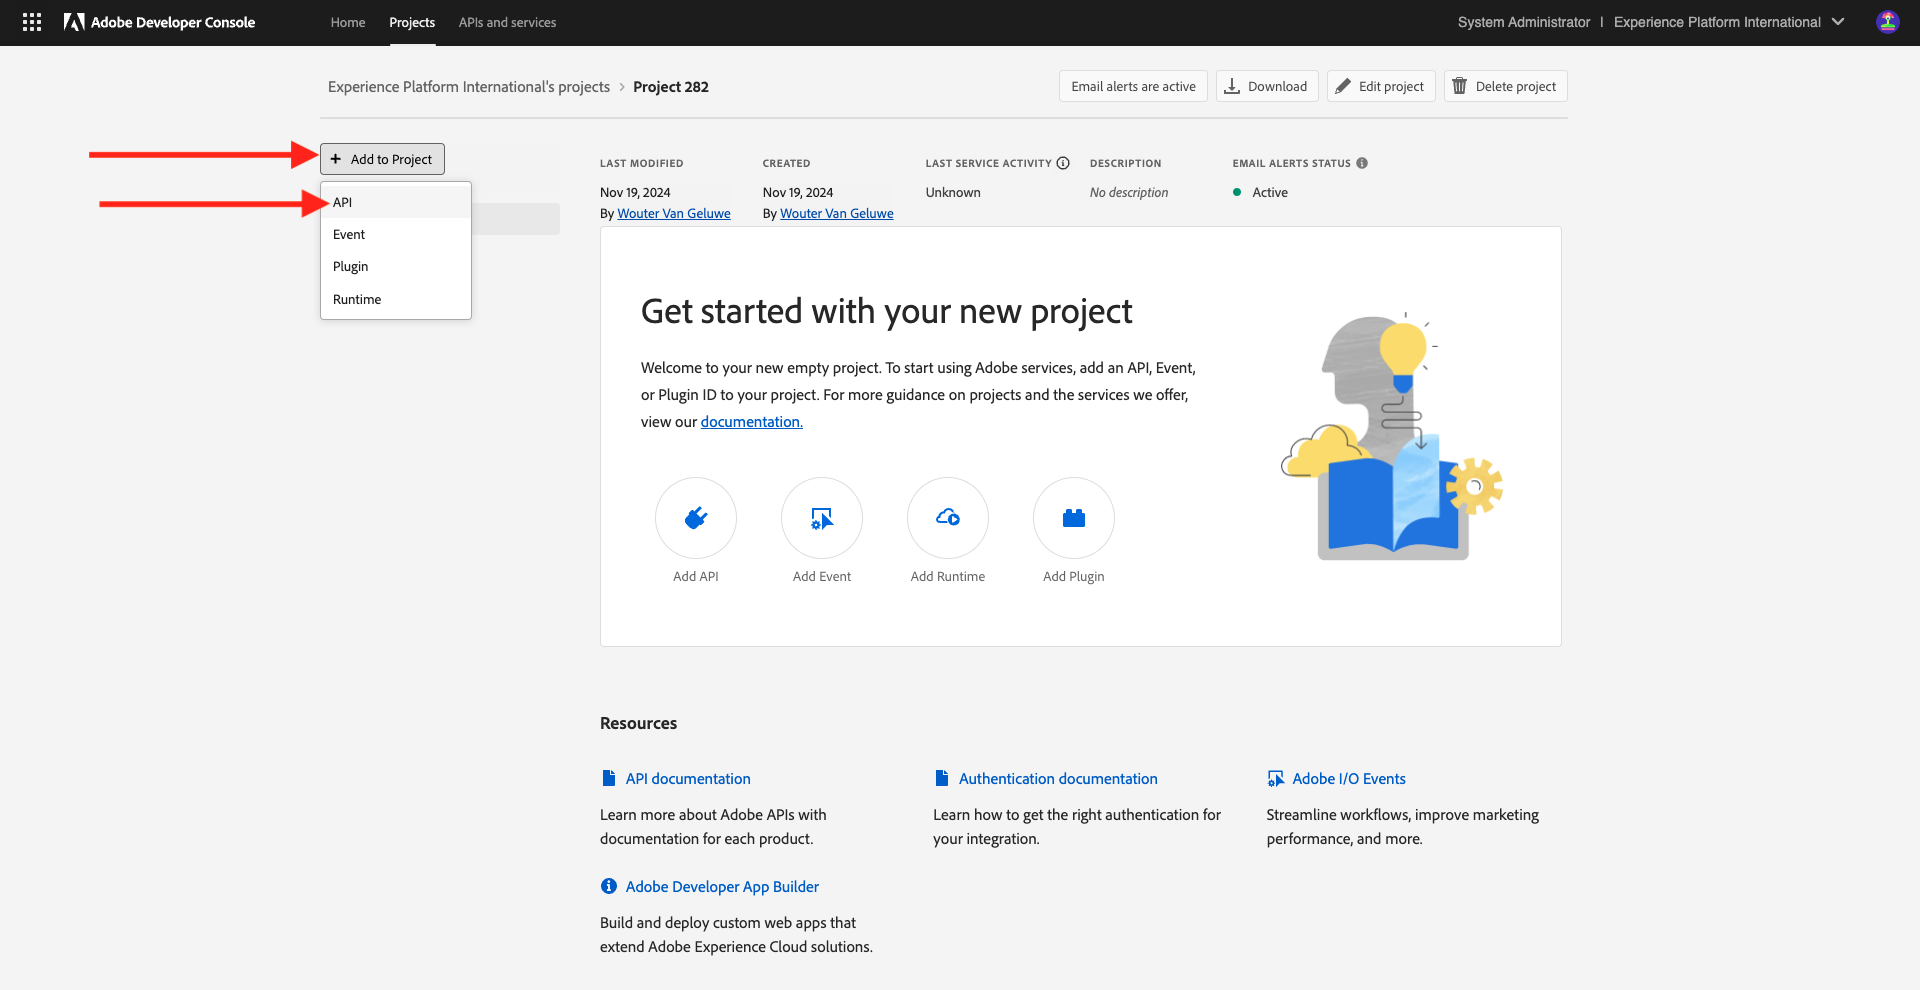 Adobe Developer Console
Home
Projects
APIs and services
System Administrator | Experience Platform International
Experience Platform International's projects > Project 282
Email alerts are active
Download
Edit project
Delete project
+ Add to Project
API
Event
Plugin
Runtime
LAST MODIFIED
Nov 19, 2024
By Wouter Van Geluwe
CREATED
Nov 19, 2024
By Wouter Van Geluwe
LAST SERVICE ACTIVITY
Unknown
DESCRIPTION
No description
EMAIL ALERTS STATUS
Active
Get started with your new project
Welcome to your new empty project. To start using Adobe services, add an API, Event,
or Plugin ID to your project. For more guidance on projects and the services we offer,
view our documentation.
Add API
Add Event
Add Runtime
Add Plugin
Resources
API documentation
Learn more about Adobe APIs with
documentation for each product.
Authentication documentation
Learn how to get the right authentication for
your integration.
Adobe I/O Events
Streamline workflows, improve marketing
performance, and more.
Adobe Developer App Builder
Build and deploy custom web apps that
extend Adobe Experience Cloud solutions.